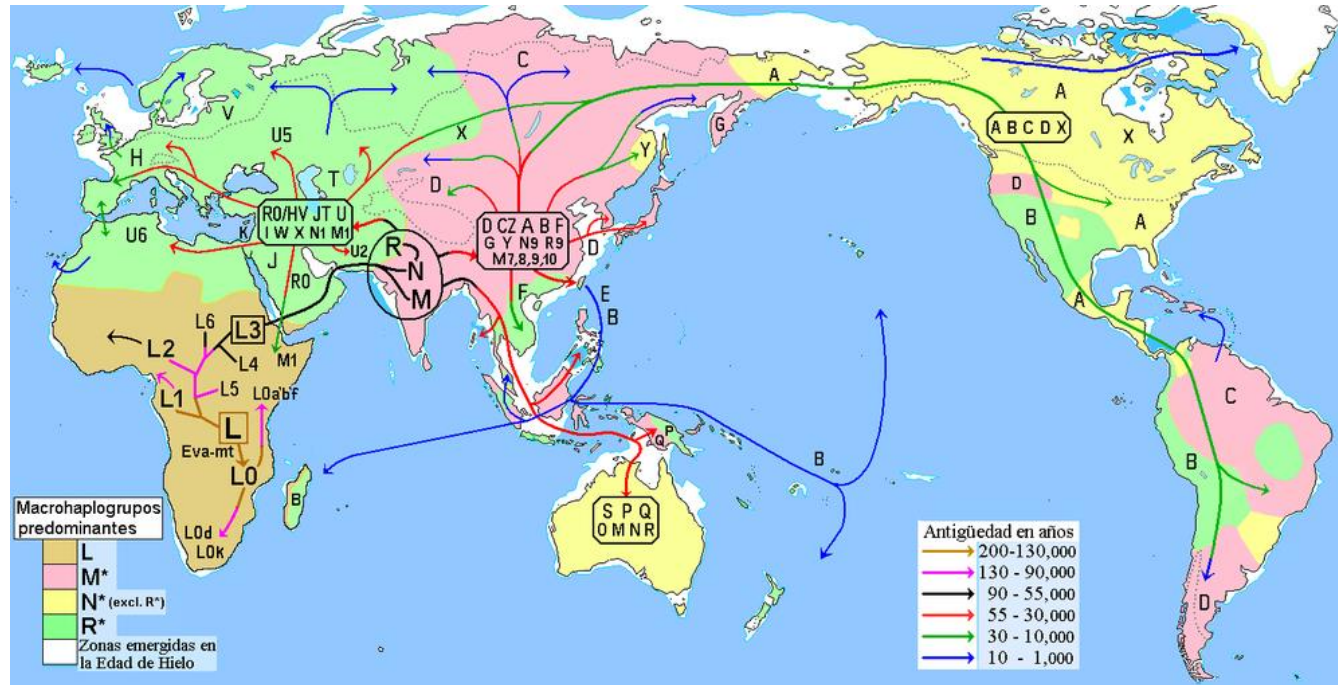 C
A
A
V
G
X
X
A B C D X
U5
H
Y
T
D
D
R0/HV JT U
I W X N1 M1
D CZ A B F
G Y N9 R9
M7,8,9,10
B
A
K
U6
R
U2
D
J
N
R0
M
F
E
B
A
L6
L3
L2
L4
M1
L5
L0a'bf
L1
C
L
P
Q
Eva-mt
B
B
L0
B
S P Q
O M N R
L0d
L0k
D
Macrohaplogrupos
predominantes
L
M*
N* (excl. R*)
R*
Zonas emergidas en
la Edad de Hielo
Antigüedad en años
200-130,000
130 - 90,000
90 - 55,000
55 - 30,000
30 - 10,000
10 - 1,000